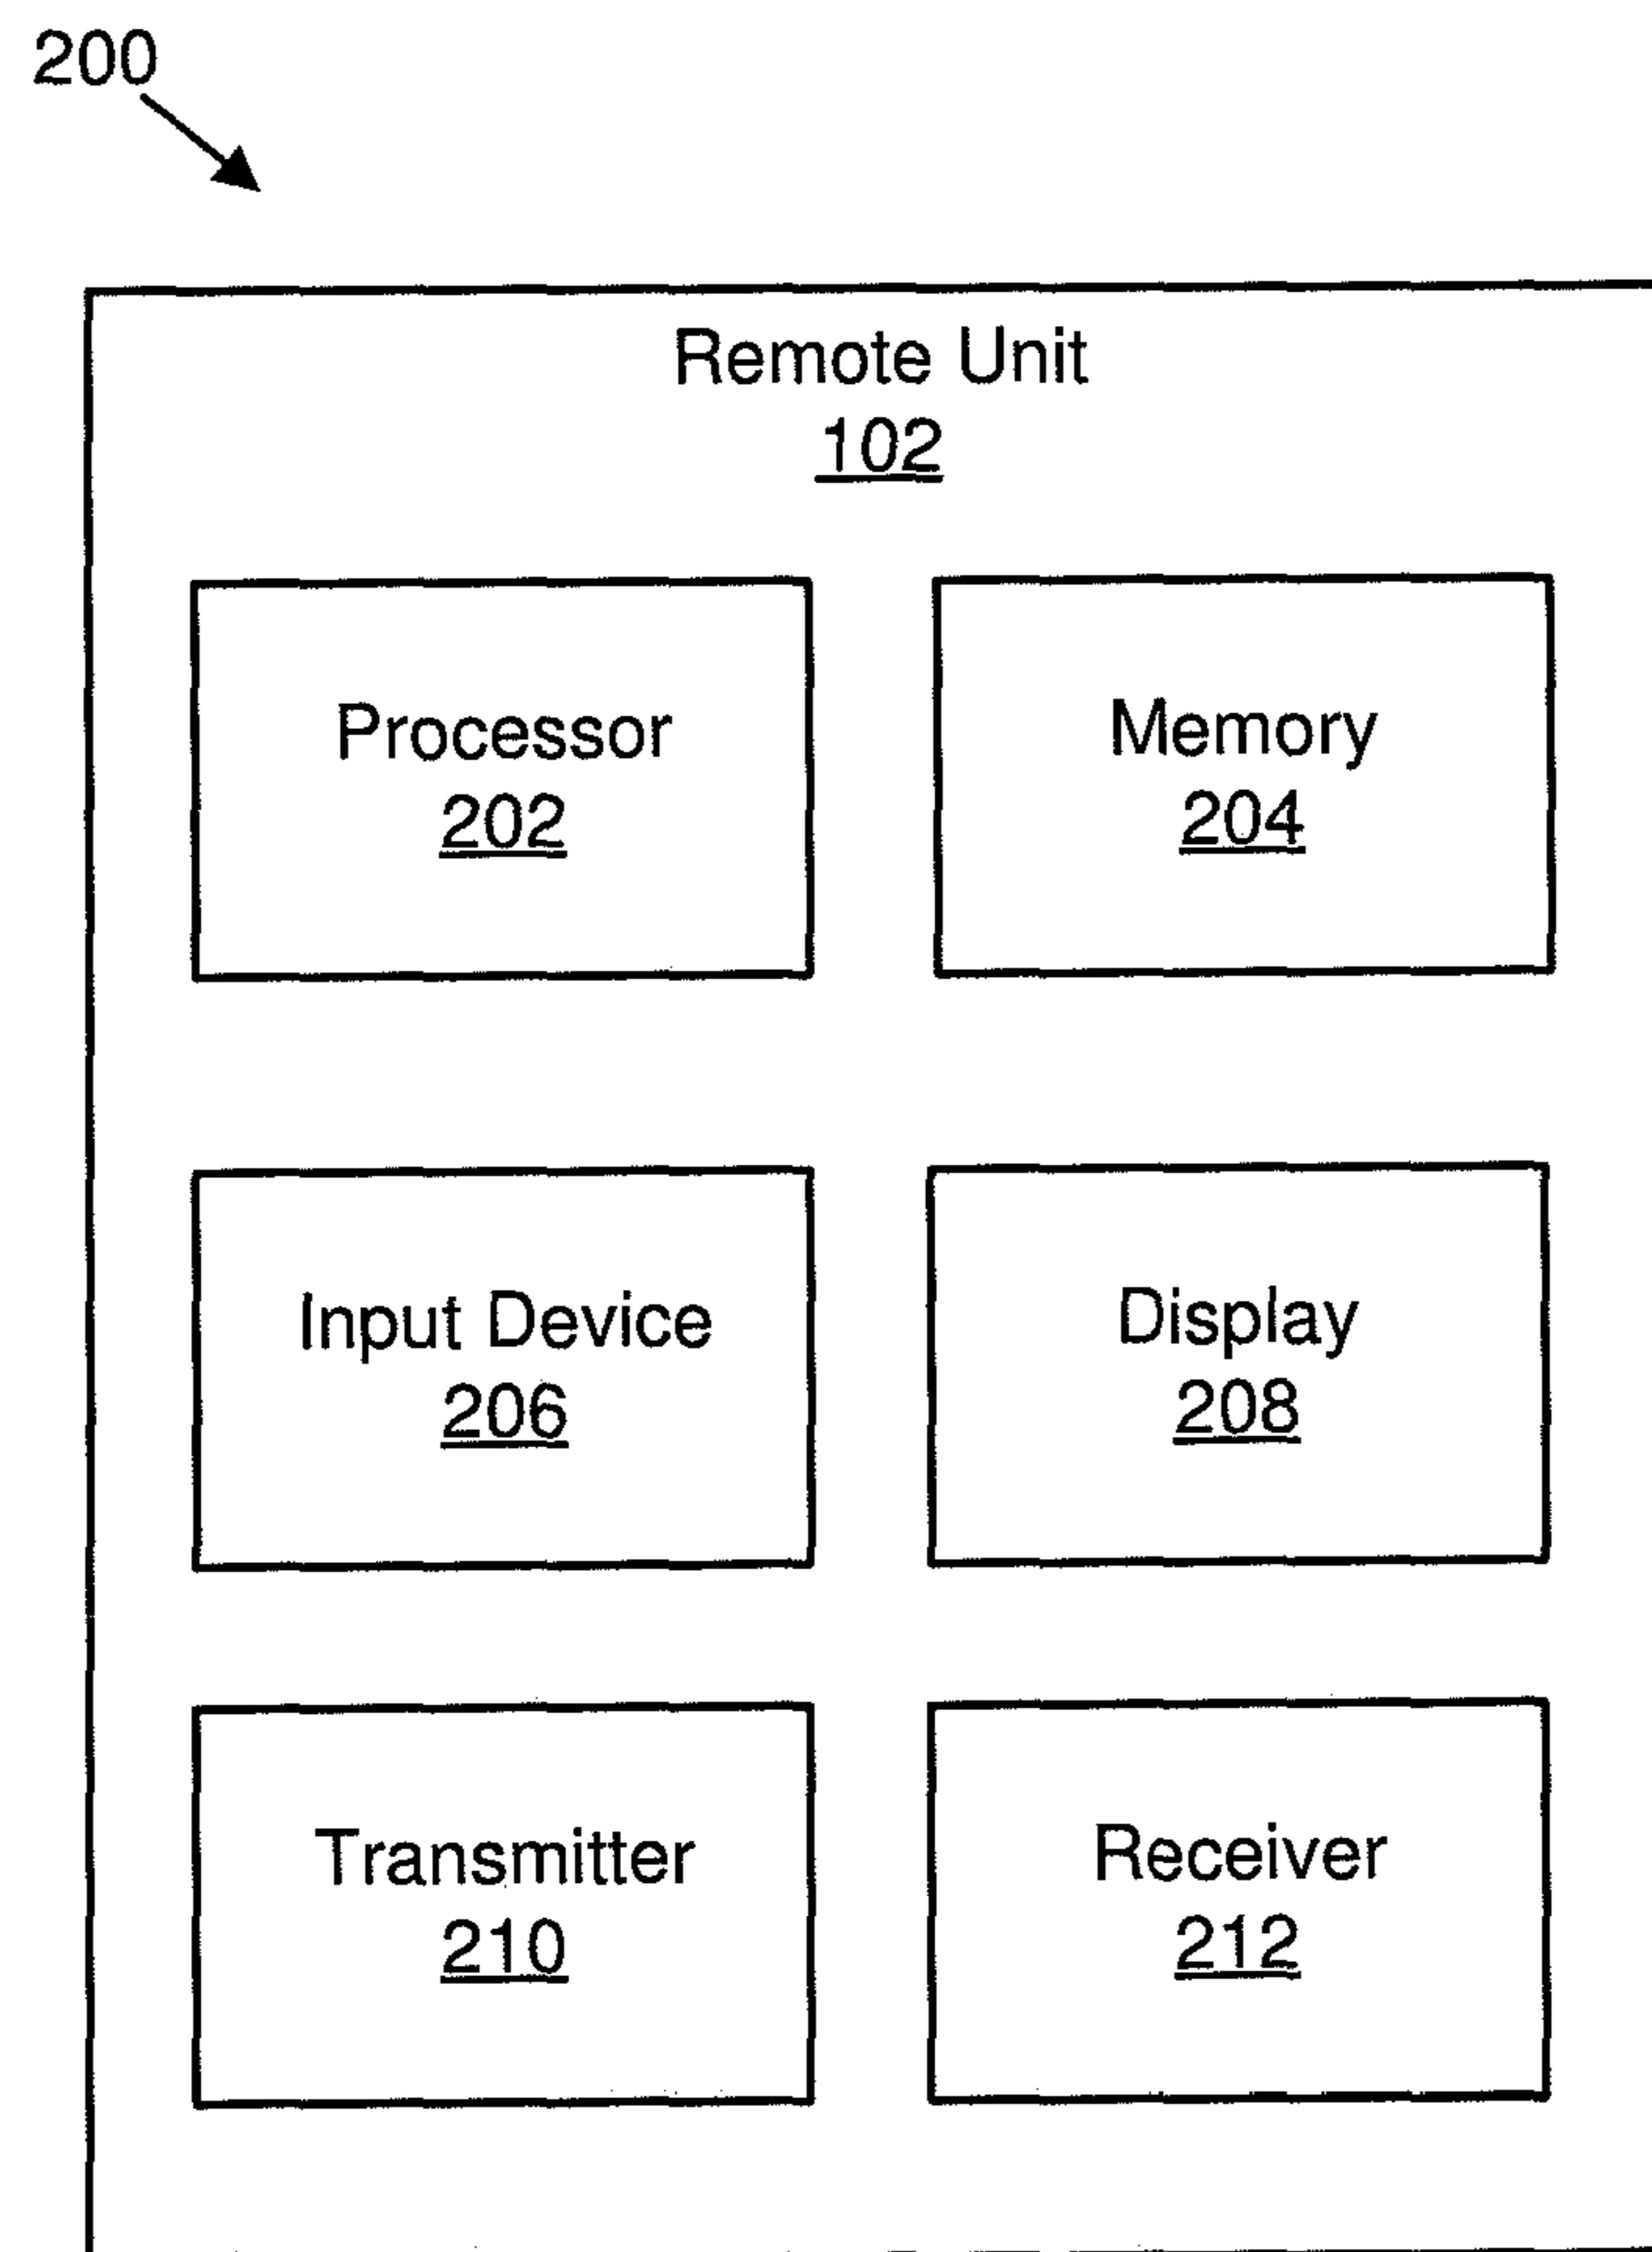 200
Remote Unit
102
Processor
202
Memory
204
Input Device
206
Display
208
Transmitter
210
Receiver
212